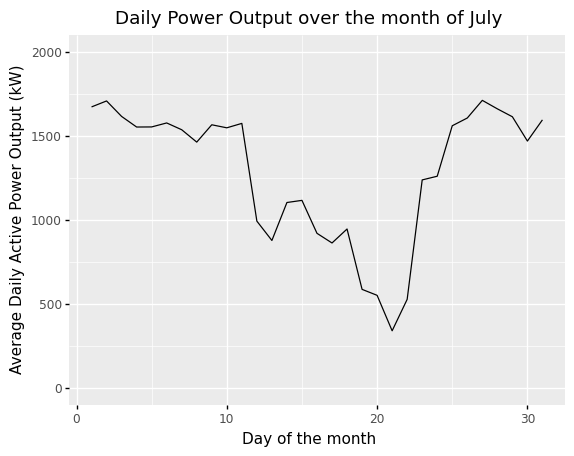 Daily Power Output over the month of July
Average Daily Active Power Output (kW)
2000
1500
1000
500
0
0 10 20 30
Day of the month